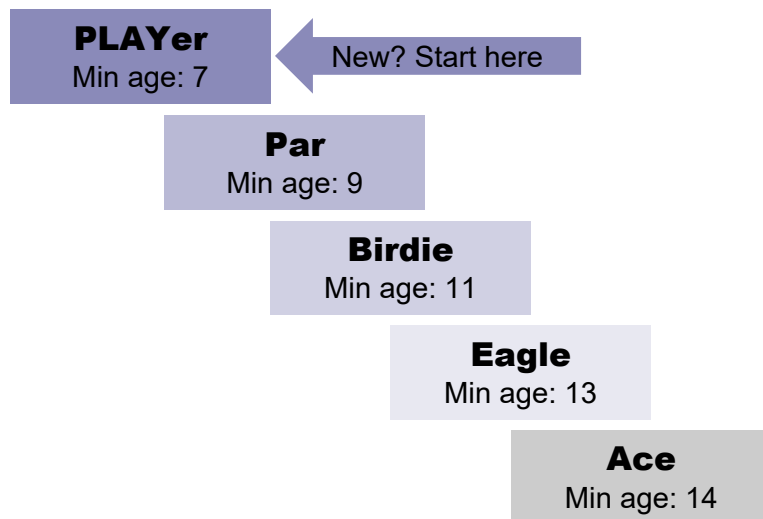 PLAYer
Min age: 7
New? Start here
Par
Min age: 9
Birdie
Min age: 11
Eagle
Min age: 13
Ace
Min age: 14